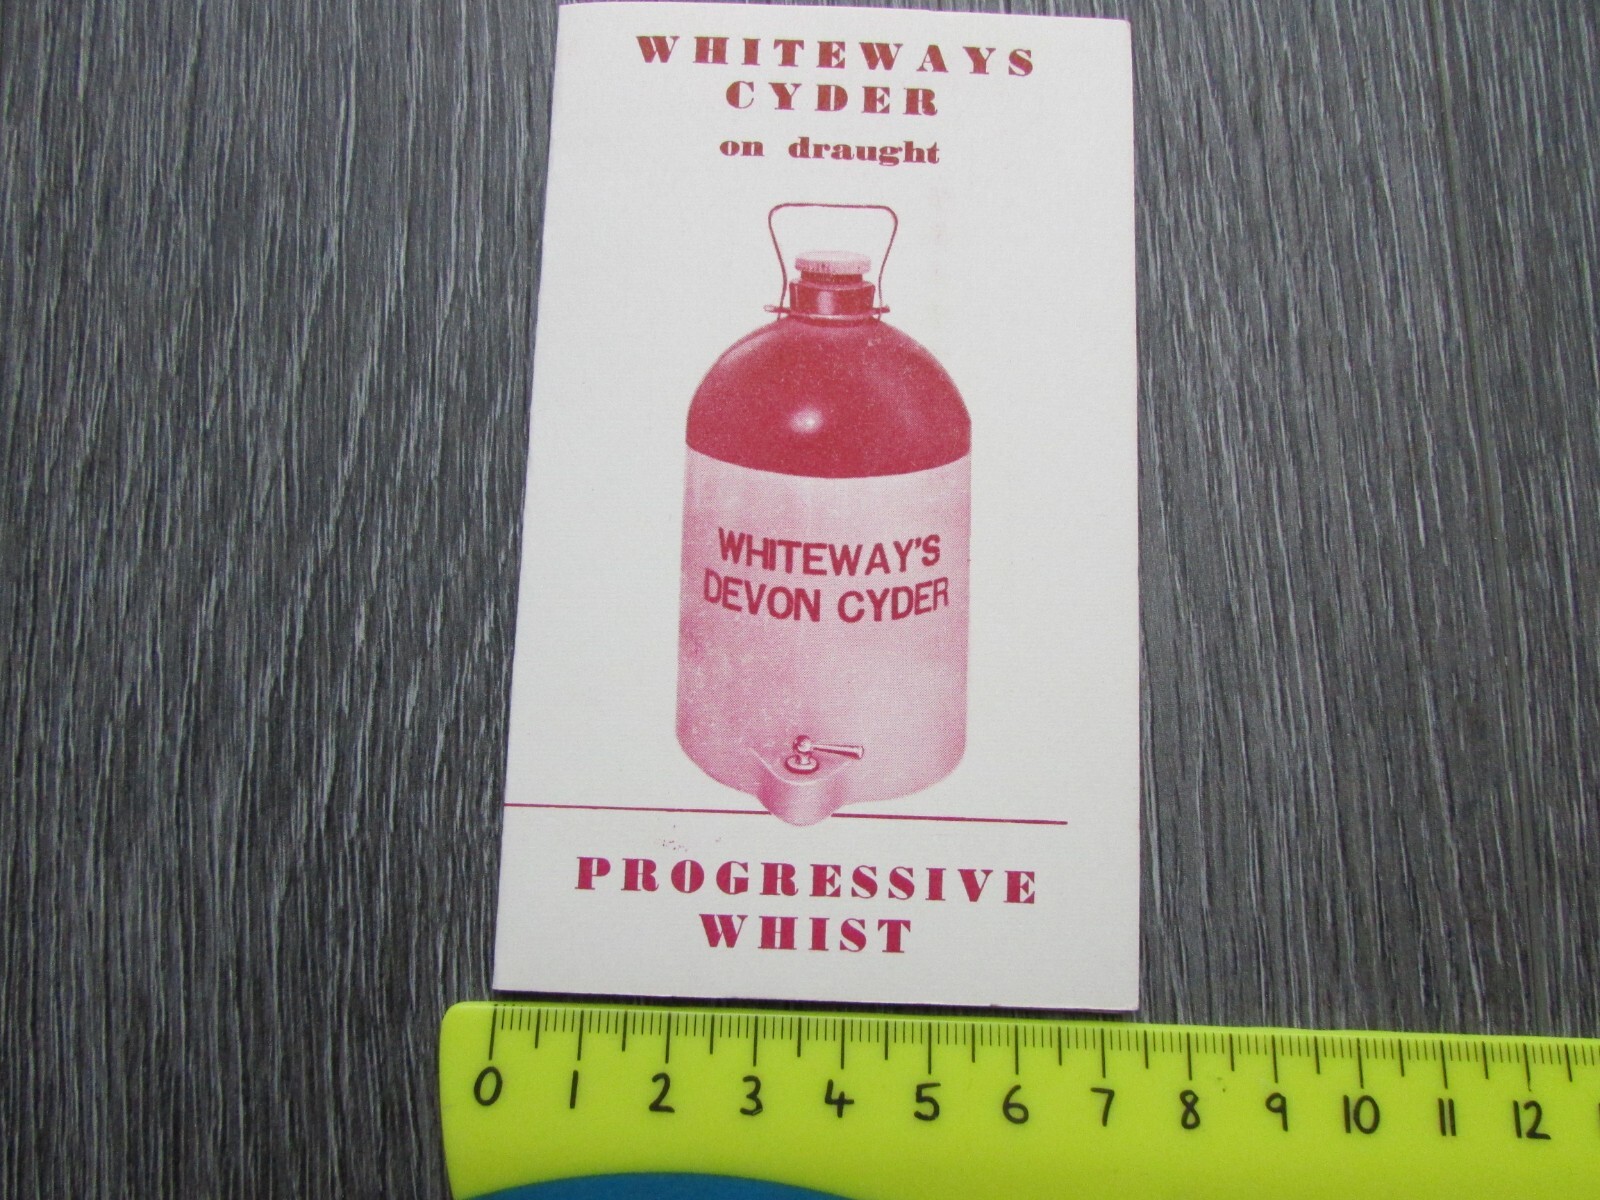 WHITEWAYS
CYDER
on draught
WHITEWAY'S
DEVON CYDER
PROGRESSIVE
WHIST
0 1 2 3 4 5 6 7 8 9 10 11 12